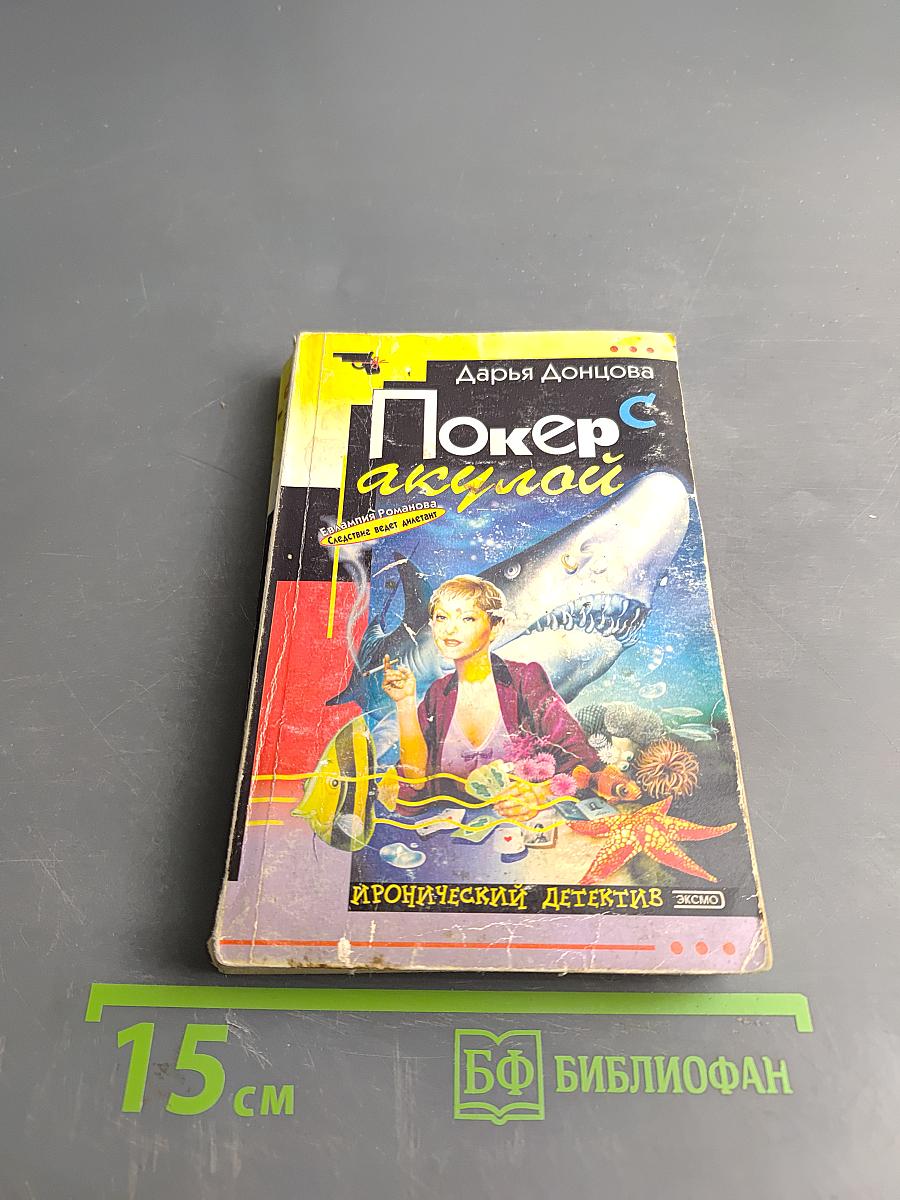 Дарья Донцова
Покер с
акулой
Евлампия Романова
Следствие ведет дилетант
ИРОНИЧЕСКИЙ ДЕТЕКТИВ ЭКСМО
15 см
БФ БИБЛИОФАН